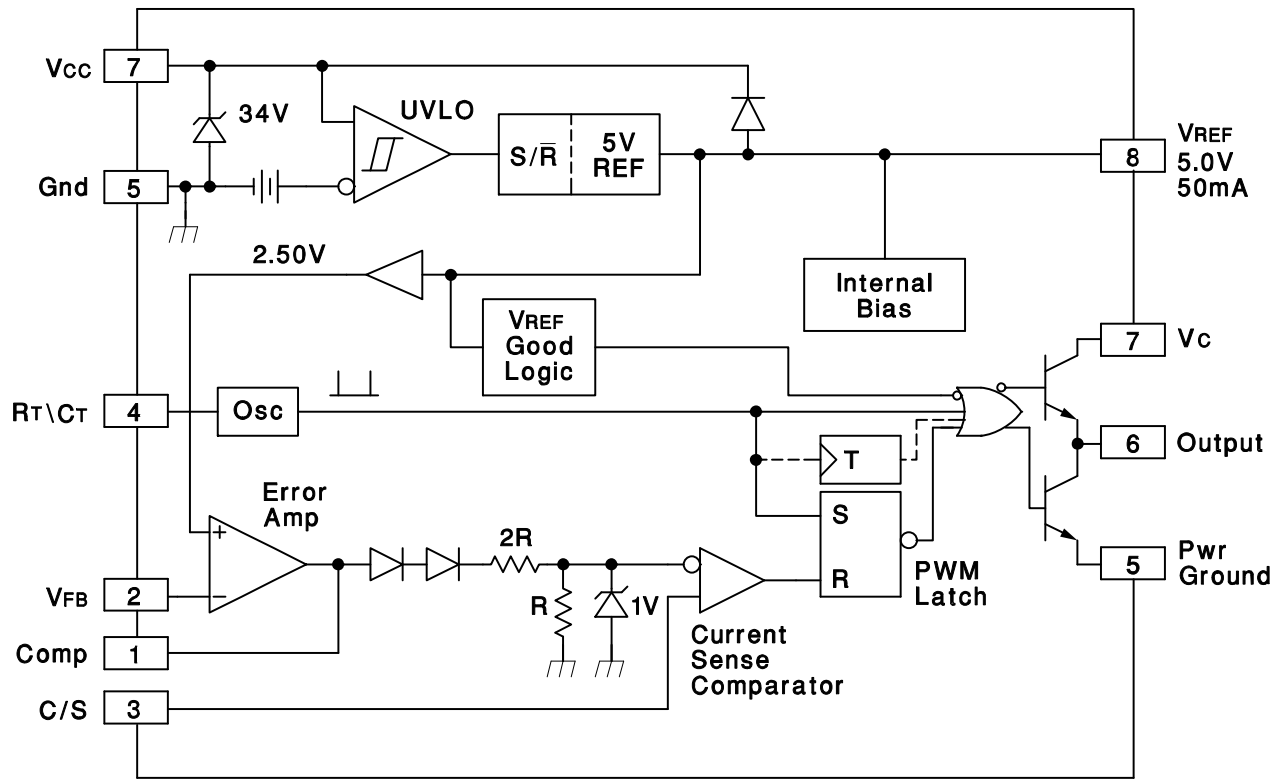 VCC
7
34V
UVLO
S/R̅
5V
REF
8
VREF
5.0V
50mA
Gnd
5
2.50V
Internal
Bias
VREF
Good
Logic
7
VC
RT\CT
4
Osc
T
6
Output
Error
Amp
S
R
PWM
Latch
2R
R
1V
5
Pwr
Ground
+
−
VFB
2
Comp
1
Current
Sense
Comparator
C/S
3